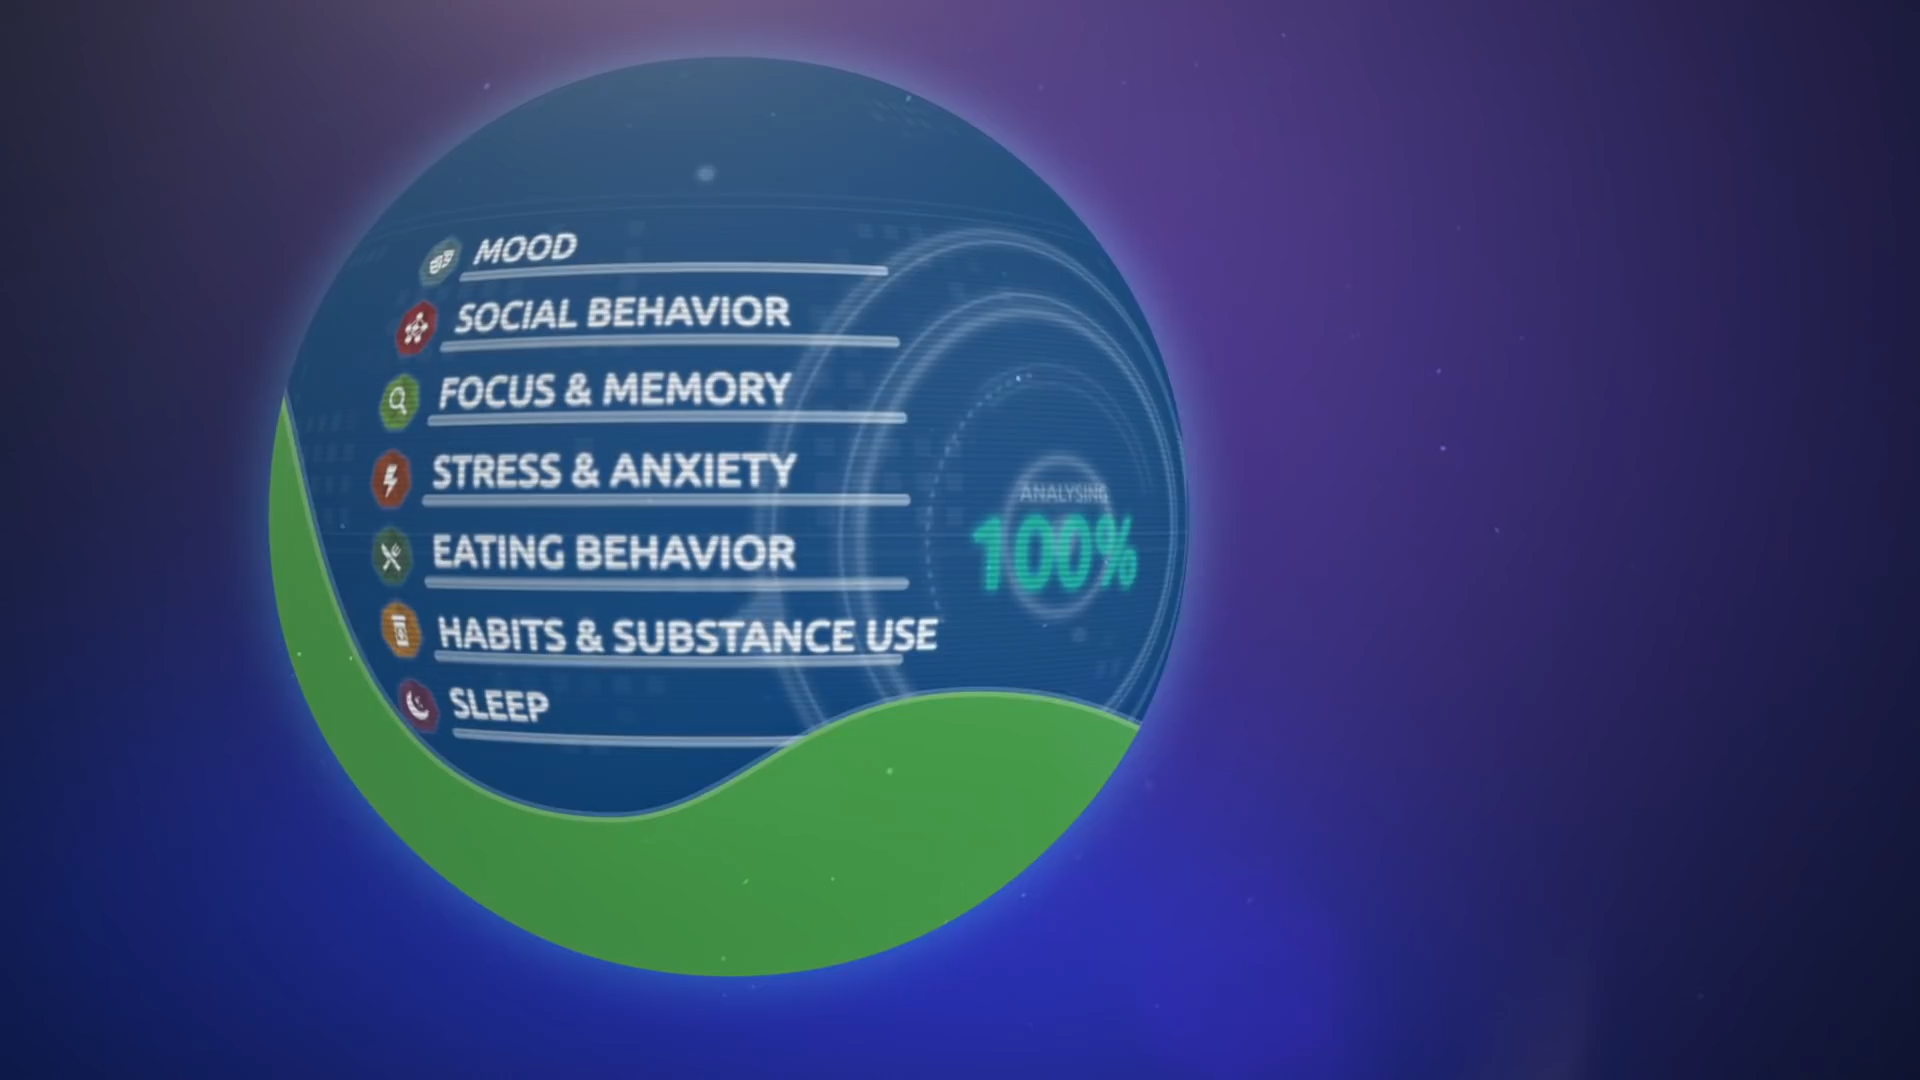 MOOD
SOCIAL BEHAVIOR
FOCUS & MEMORY
STRESS & ANXIETY
ANALYSING
100%
EATING BEHAVIOR
HABITS & SUBSTANCE USE
SLEEP